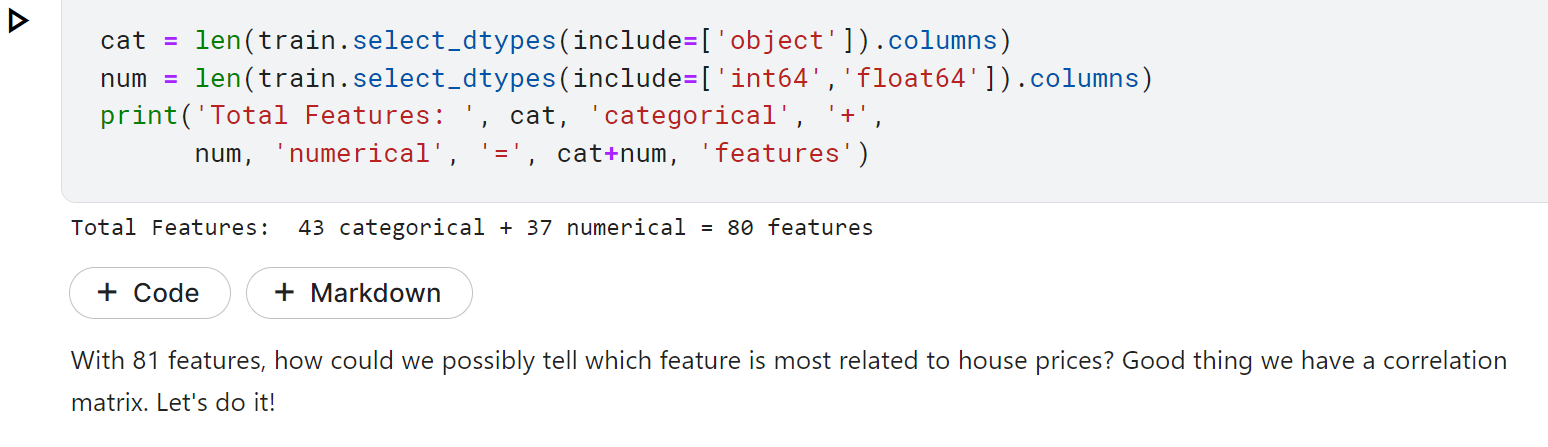 cat = len(train.select_dtypes(include=['object']).columns)
num = len(train.select_dtypes(include=['int64','float64']).columns)
print('Total Features: ', cat, 'categorical', '+',
      num, 'numerical', '=', cat+num, 'features')
Total Features:  43 categorical + 37 numerical = 80 features
+ Code
+ Markdown
With 81 features, how could we possibly tell which feature is most related to house prices? Good thing we have a correlation
matrix. Let's do it!